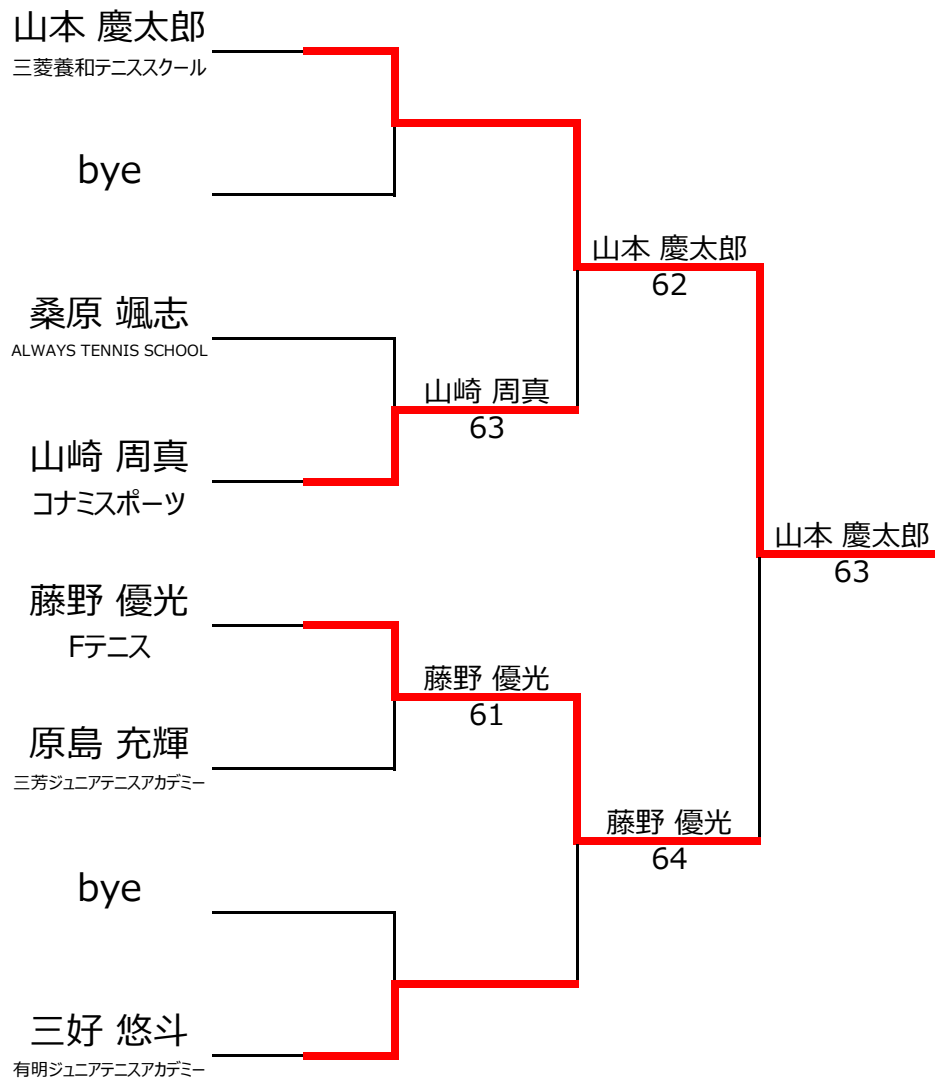 山本 慶太郎
三菱養和テニススクール
bye
山本 慶太郎
62
桑原 颯志
ALWAYS TENNIS SCHOOL
山崎 周真
63
山崎 周真
コナミスポーツ
山本 慶太郎
63
藤野 優光
Fテニス
藤野 優光
61
原島 充輝
三芳ジュニアテニスアカデミー
藤野 優光
64
bye
三好 悠斗
有明ジュニアテニスアカデミー